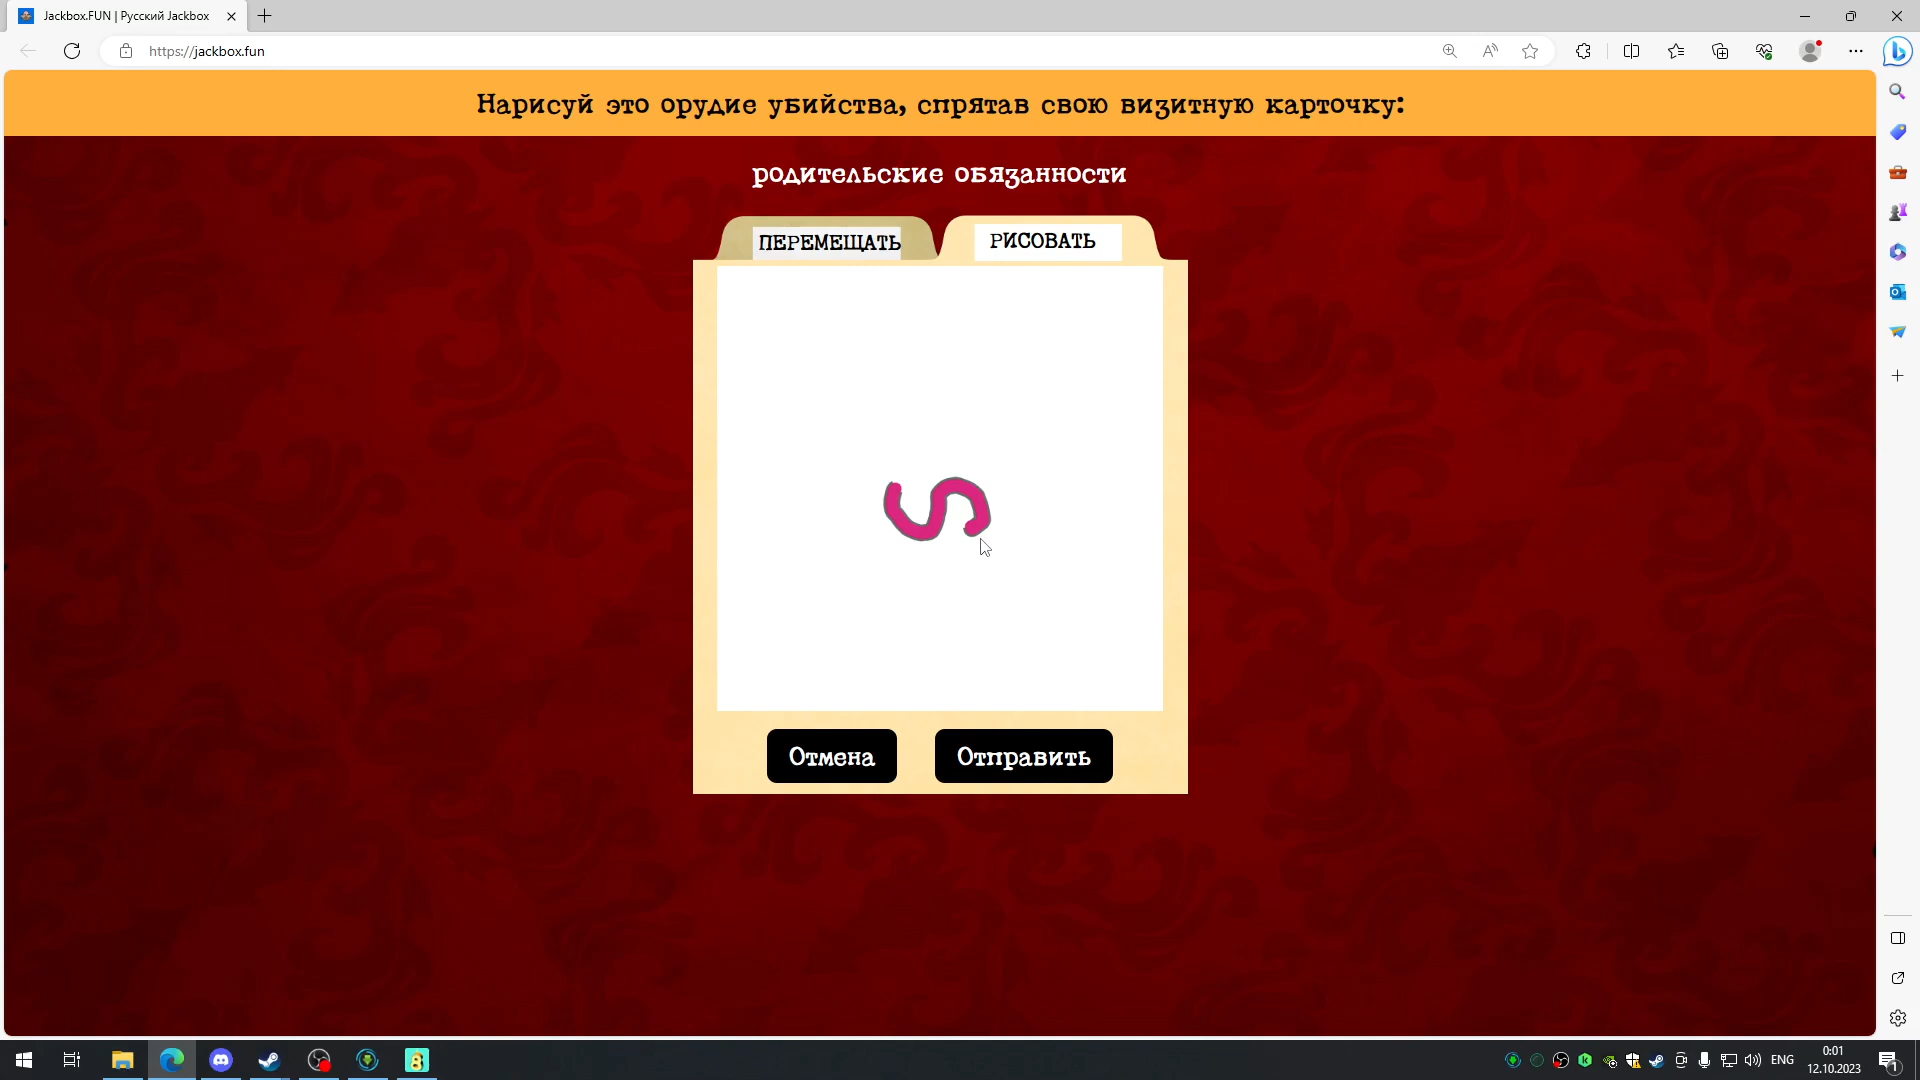 Jackbox.FUN | Русский Jackbox
https://jackbox.fun
Нарисуй это орудие убийства, спрятав свою визитную карточку:
родительские обязанности
ПЕРЕМЕЩАТЬ
РИСОВАТЬ
Отмена
Отправить
ENG
0:01
12.10.2023
1